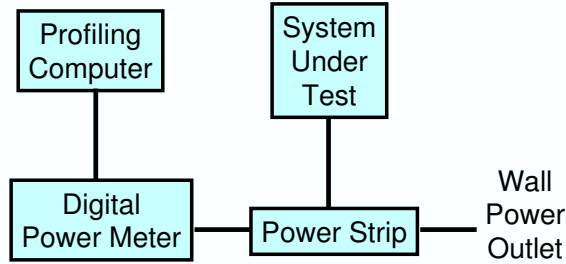 Profiling
Computer
System
Under
Test
Digital
Power Meter
Power Strip
Wall
Power
Outlet